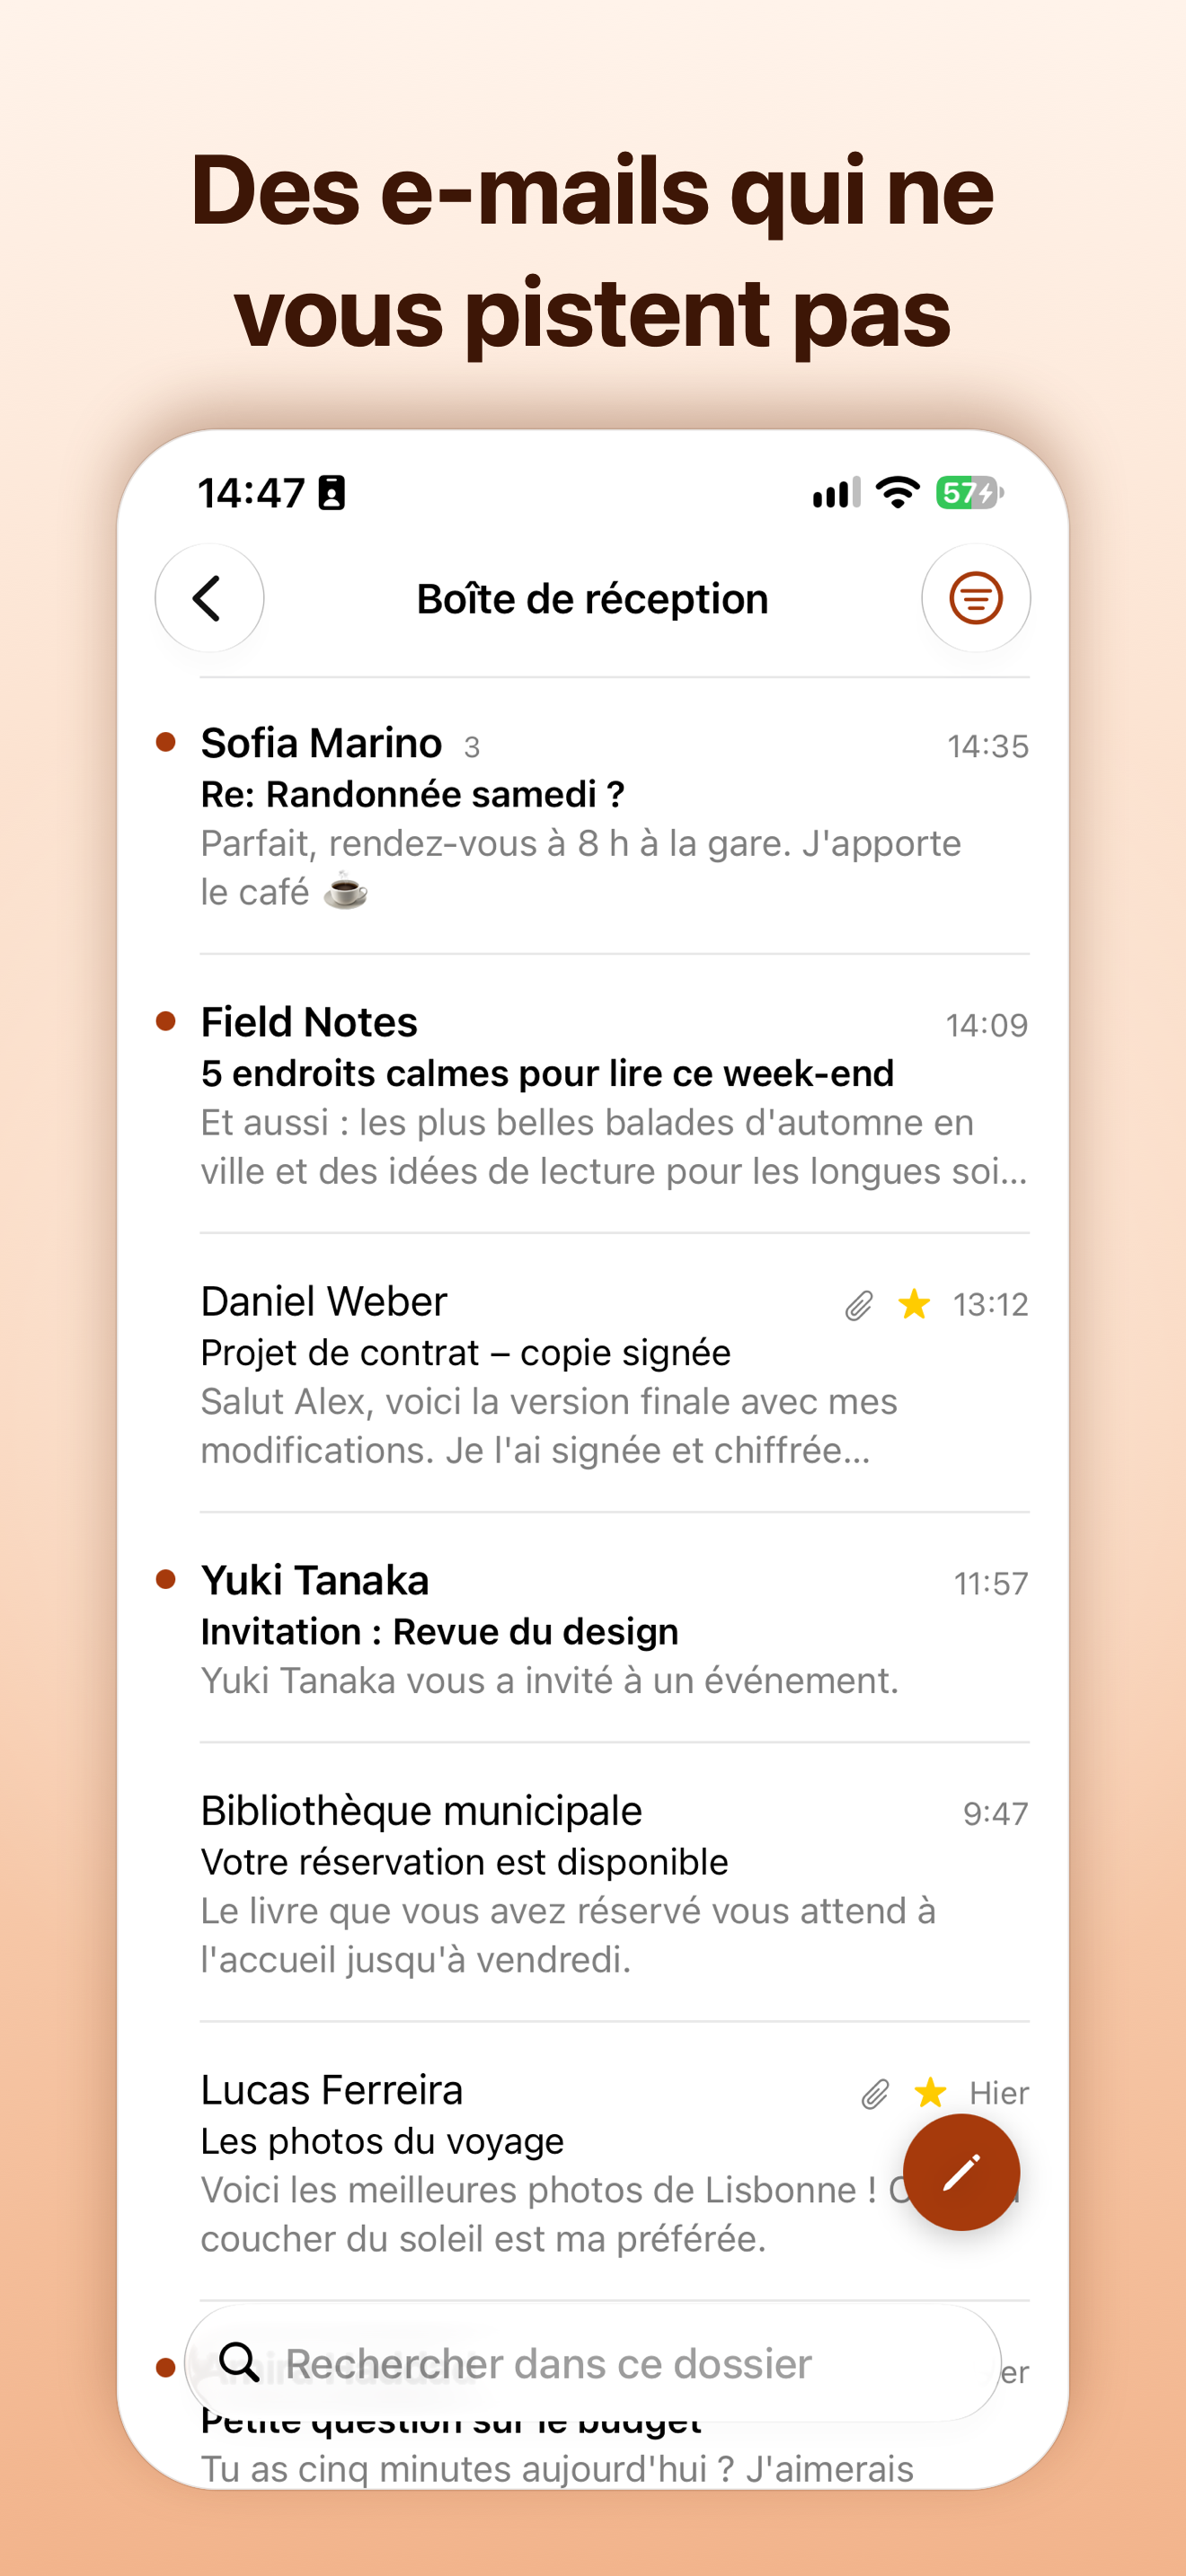 Des e-mails qui ne
vous pistent pas
14:47
57
Boîte de réception
Sofia Marino 3 14:35
Re: Randonnée samedi ?
Parfait, rendez-vous à 8 h à la gare. J'apporte
le café
Field Notes 14:09
5 endroits calmes pour lire ce week-end
Et aussi : les plus belles balades d'automne en
ville et des idées de lecture pour les longues soi...
Daniel Weber 13:12
Projet de contrat – copie signée
Salut Alex, voici la version finale avec mes
modifications. Je l'ai signée et chiffrée...
Yuki Tanaka 11:57
Invitation : Revue du design
Yuki Tanaka vous a invité à un événement.
Bibliothèque municipale 9:47
Votre réservation est disponible
Le livre que vous avez réservé vous attend à
l'accueil jusqu'à vendredi.
Lucas Ferreira Hier
Les photos du voyage
Voici les meilleures photos de Lisbonne !
coucher du soleil est ma préférée.
Rechercher dans ce dossier
Petite question sur le budget
Tu as cinq minutes aujourd'hui ? J'aimerais